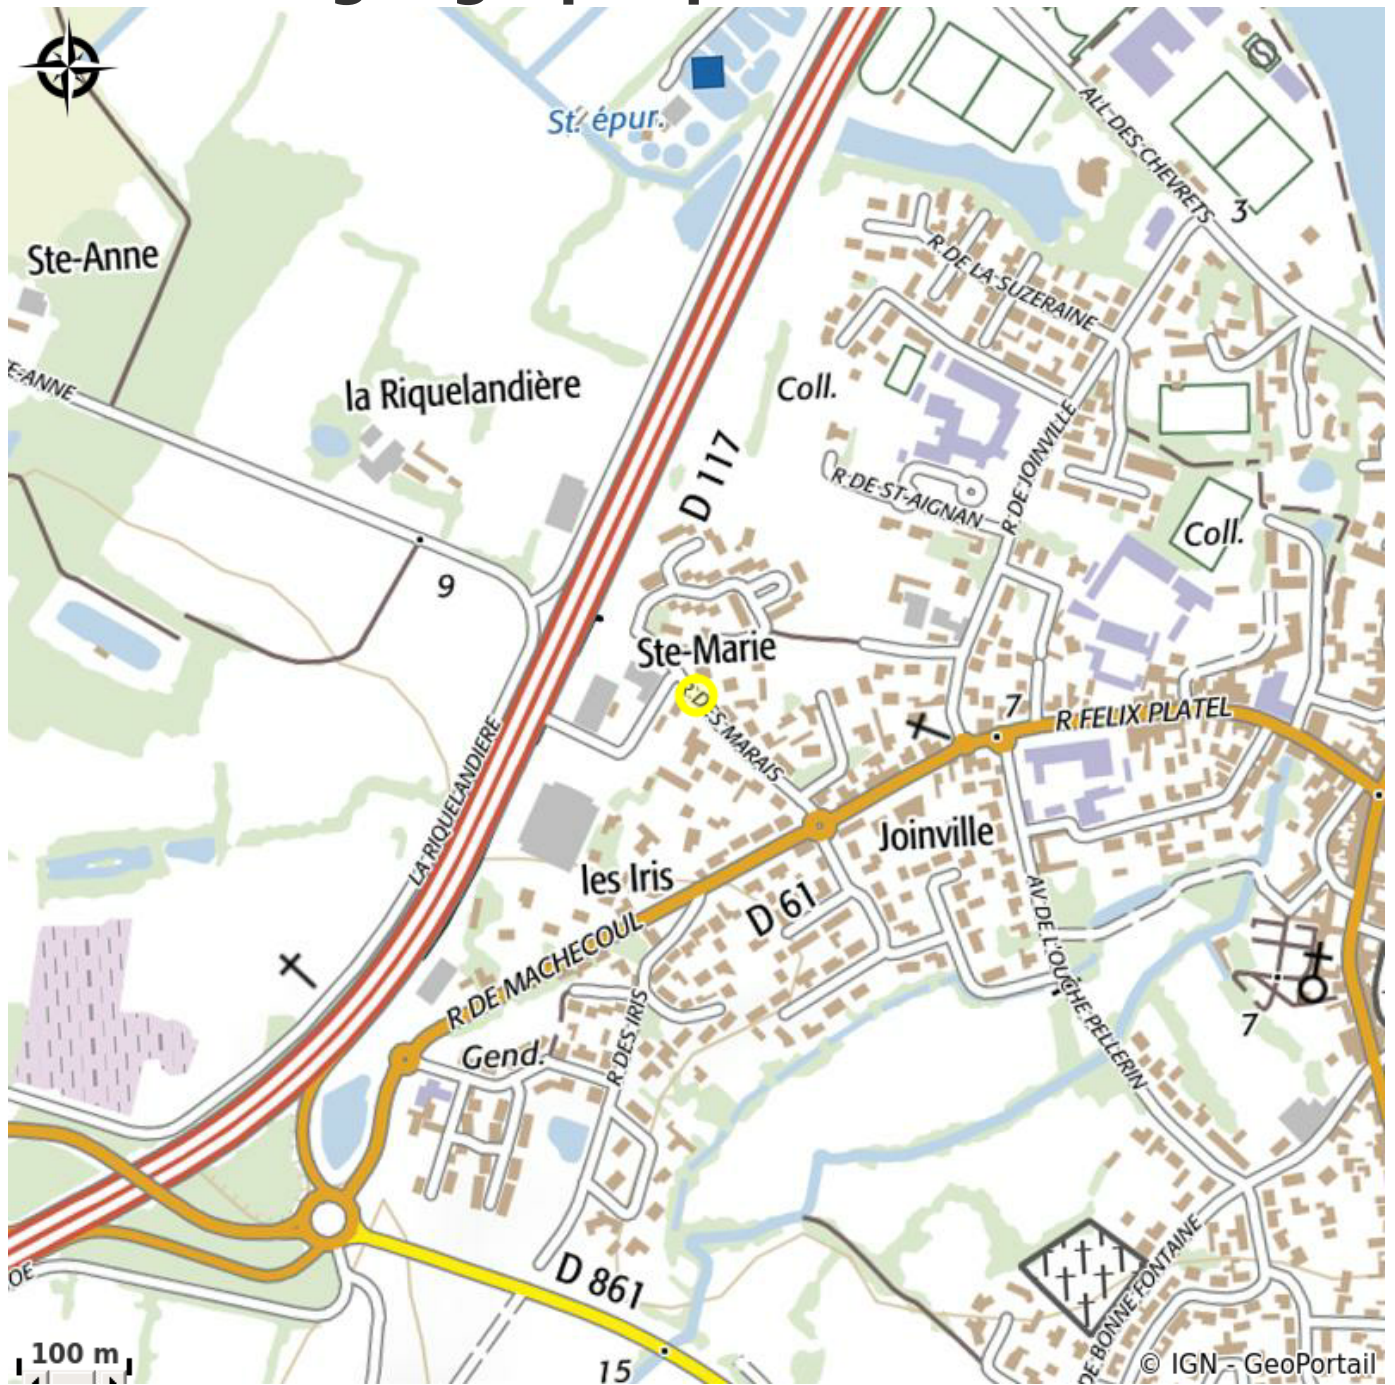 St. épur.
ALL DES CHEVRETS
3
Ste-Anne
R DE LA SUZERAINE
E-ANNE
la Riquelandière
Coll.
D 117
R DE JOINVILLE
R DE ST-AIGNAN
Coll.
9
Ste-Marie
R DES MARAIS
7
R FELIX PLATEL
LA RIQUELANDIERE
Joinville
les Iris
D 61
AV DE L'OUCHE PELLERIN
R DE MACHECOUL
R DES IRIS
7
Gend.
D 861
OE
DE BONNE FONTAINE
100 m
15
© IGN - GeoPortail